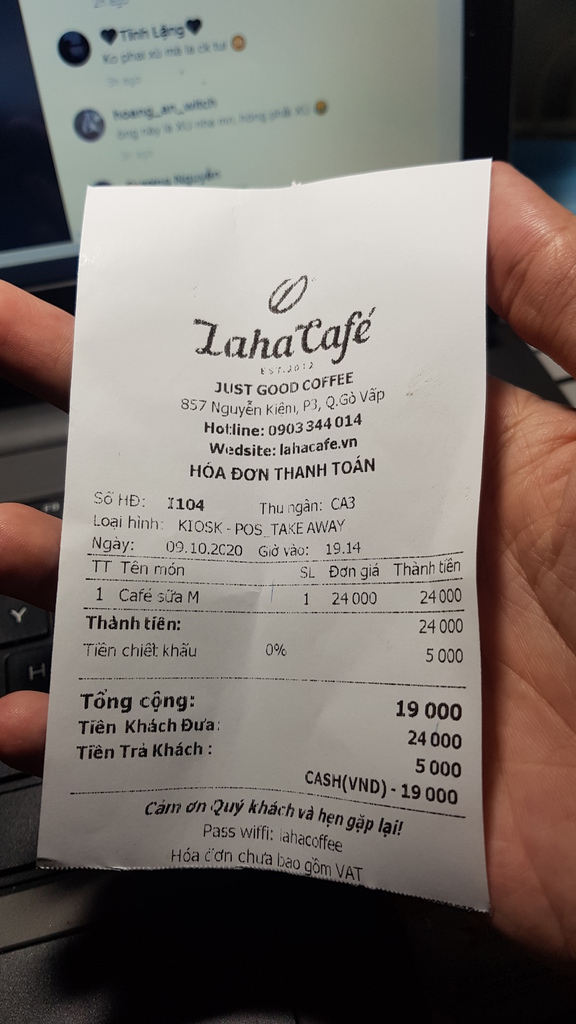 ♥Tĩnh Lặng♥
Ko phai xú mà là ck tui
hoang_an_witch
Nguyễn
Y
H
Laha Café
EST.2012
JUST GOOD COFFEE
857 Nguyễn Kiệm, P3, Q.Gò Vấp
Hotline: 0903 344 014
Wedsite: lahacafe.vn
HÓA ĐƠN THANH TOÁN
Số HĐ: I104 Thu ngân: CA3
Loại hình: KIOSK - POS_TAKE AWAY
Ngày: 09.10.2020 Giờ vào: 19.14
TT Tên món SL Đơn giá Thành tiền
1 Café sữa M 1 24 000 24 000
Thành tiền: 24 000
Tiền chiết khấu 0% 5 000
Tổng cộng: 19 000
Tiền Khách Đưa: 24 000
Tiền Trả Khách : 5 000
CASH(VND) - 19 000
Cảm ơn Quý khách và hẹn gặp lại!
Pass wiffi: lahacoffee
Hóa đơn chưa bao gồm VAT